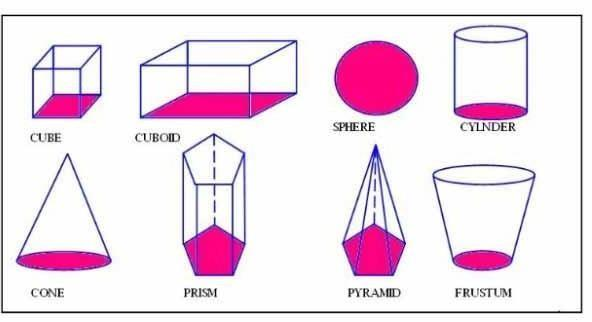 CUBE
CUBOID
SPHERE
CYLNDER
CONE
PRISM
PYRAMID
FRUSTUM